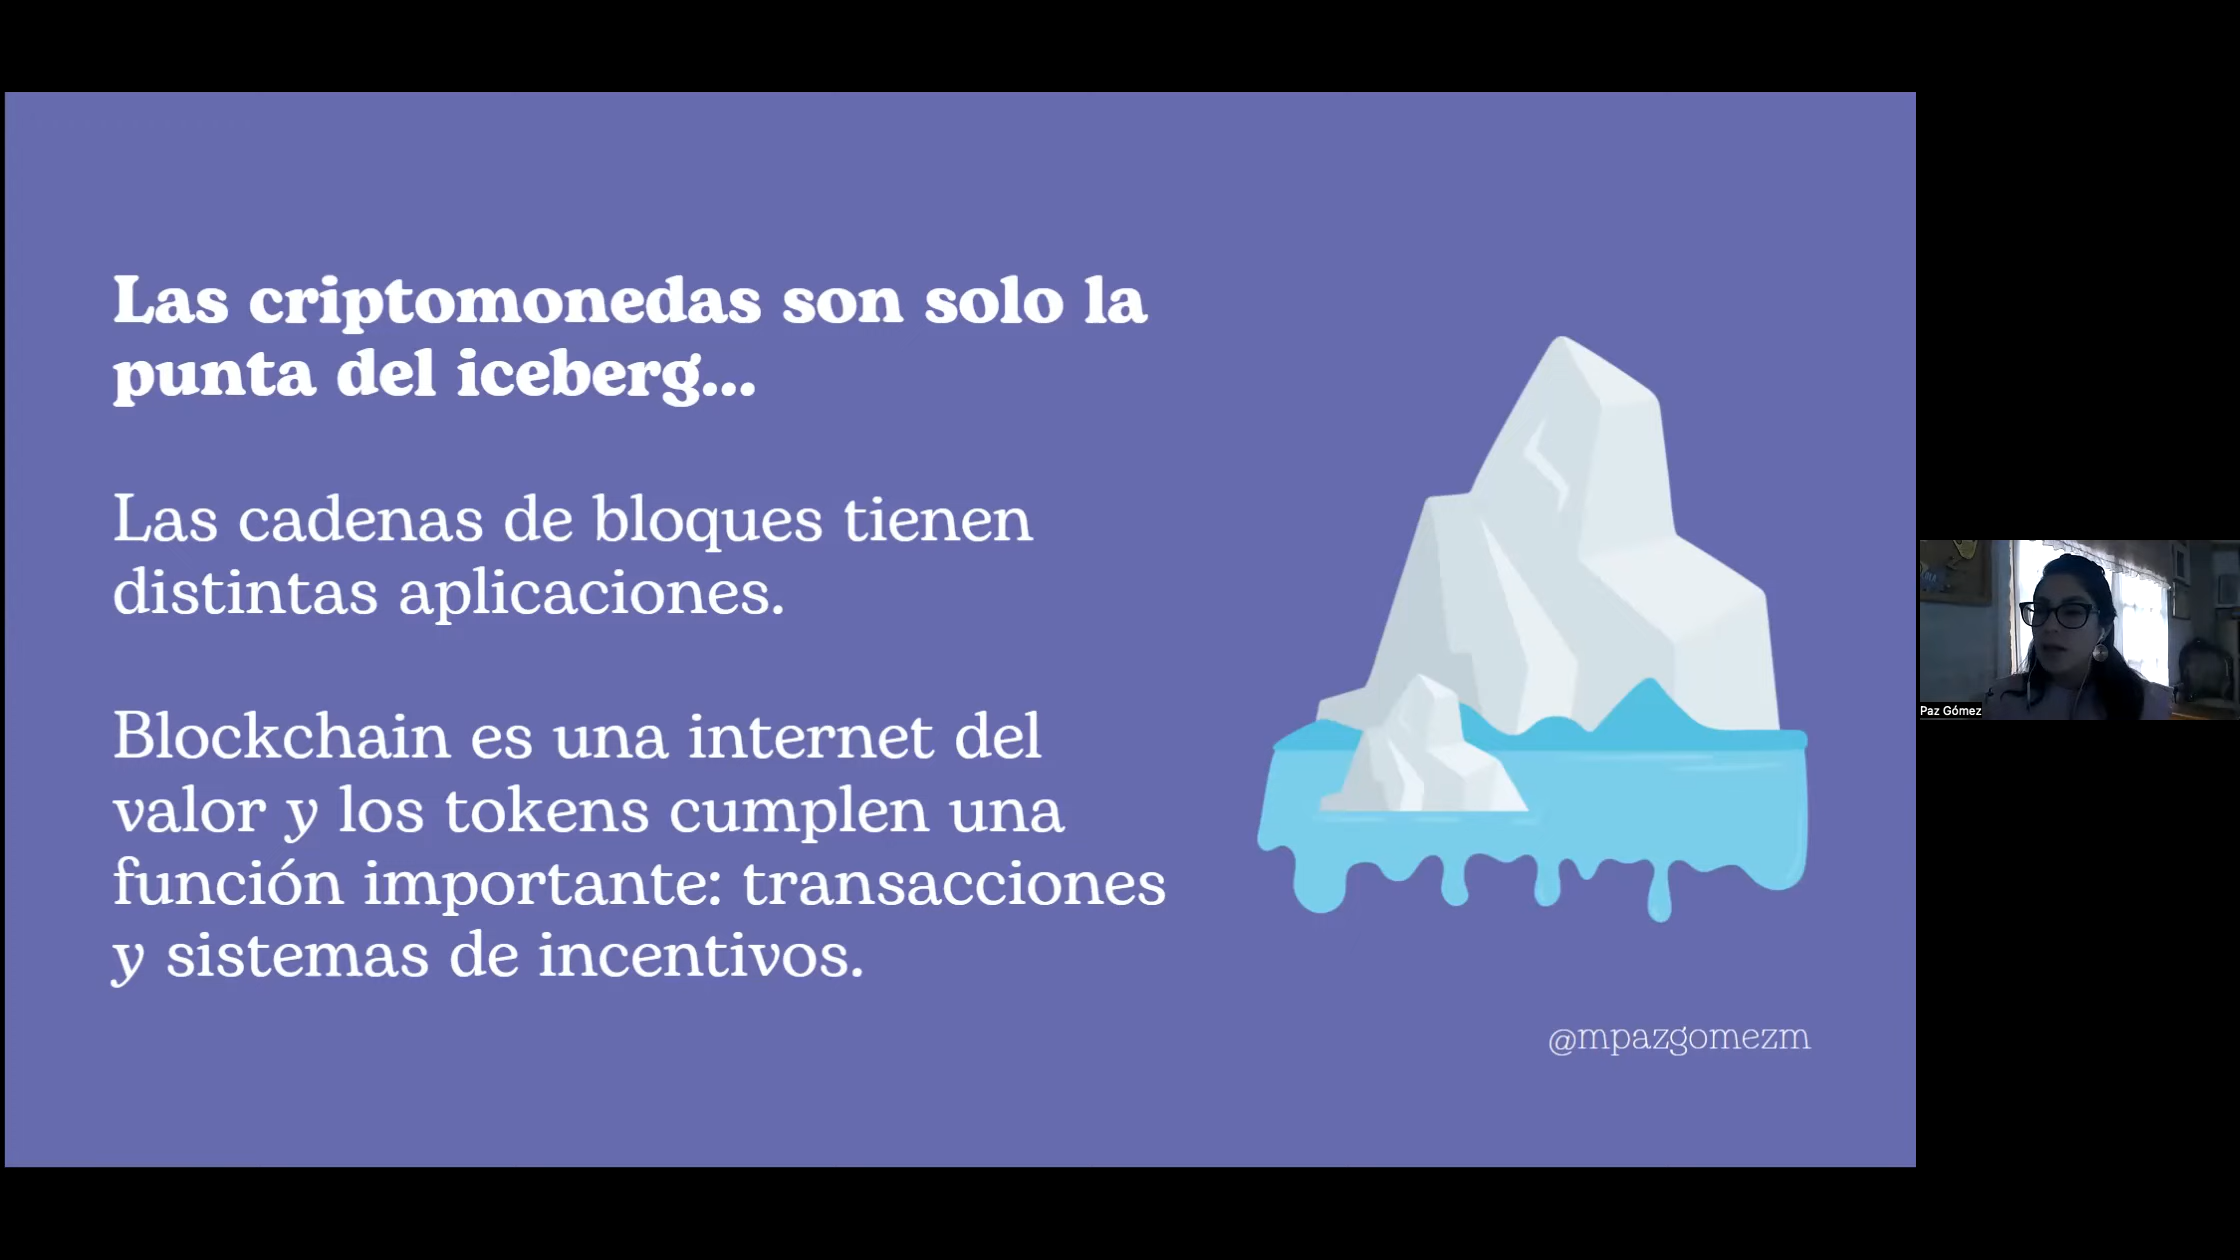 Las criptomonedas son solo la
punta del iceberg...
Las cadenas de bloques tienen
distintas aplicaciones.
Blockchain es una internet del
valor y los tokens cumplen una
función importante: transacciones
y sistemas de incentivos.
@mpazgomezm
Paz Gómez